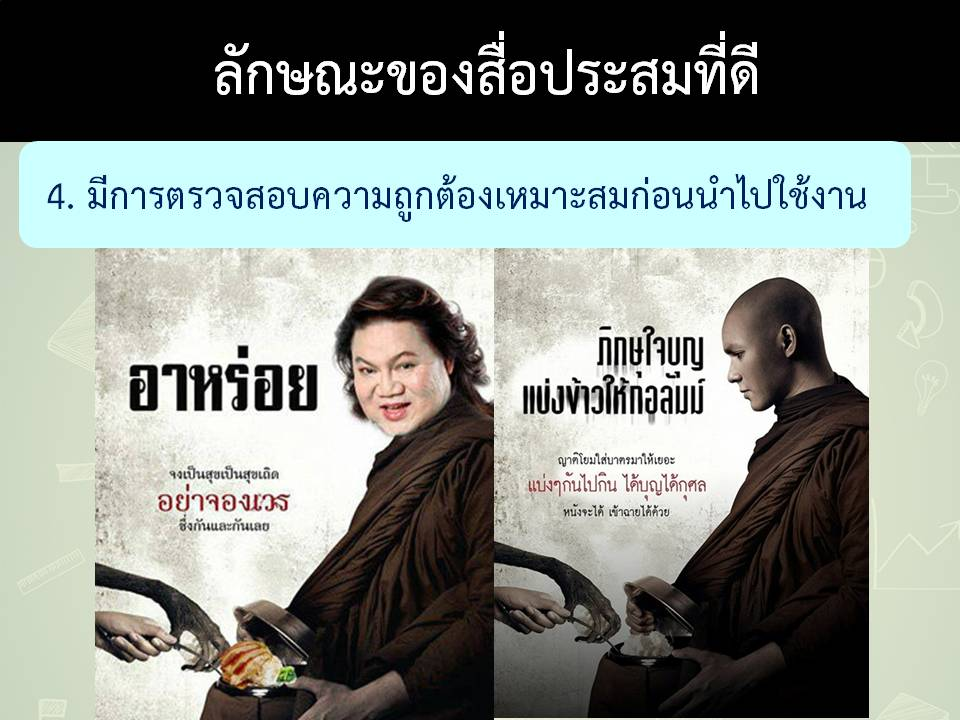 ลักษณะของสื่อประสมที่ดี
4. มีการตรวจสอบความถูกต้องเหมาะสมก่อนนำไปใช้งาน
อาหร่อย
จงเป็นสุขเป็นสุขเถิด
อย่าจองเวร
ซึ่งกันและกันเลย
ภิกษุใจบุญ
แบ่งข้าวให้กอลัมม์
ญาติโยมใส่บาตรมาให้เยอะ
แบ่งๆกันไปกิน ได้บุญได้กุศล
หนังจะได้ เข้าฉายได้ด้วย